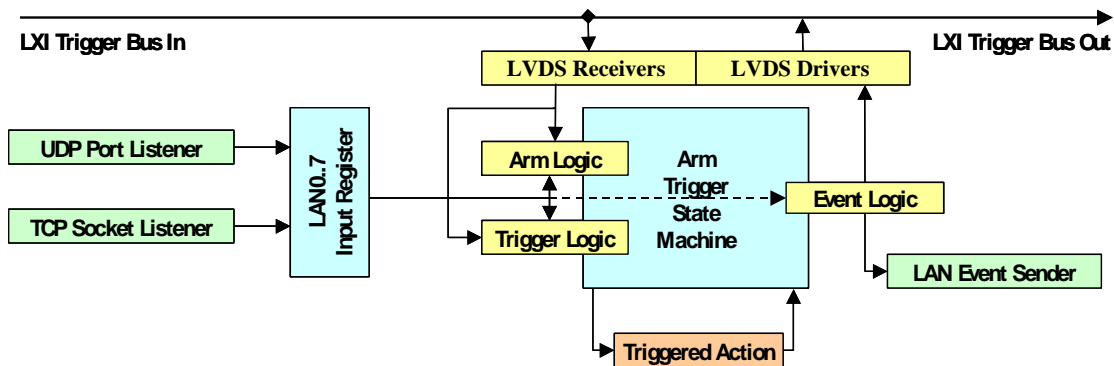 LXI Trigger Bus In
LXI Trigger Bus Out
LVDS Receivers
LVDS Drivers
UDP Port Listener
TCP Socket Listener
LAN0..7
Input Register
Arm Logic
Trigger Logic
Arm
Trigger
State
Machine
Event Logic
LAN Event Sender
Triggered Action